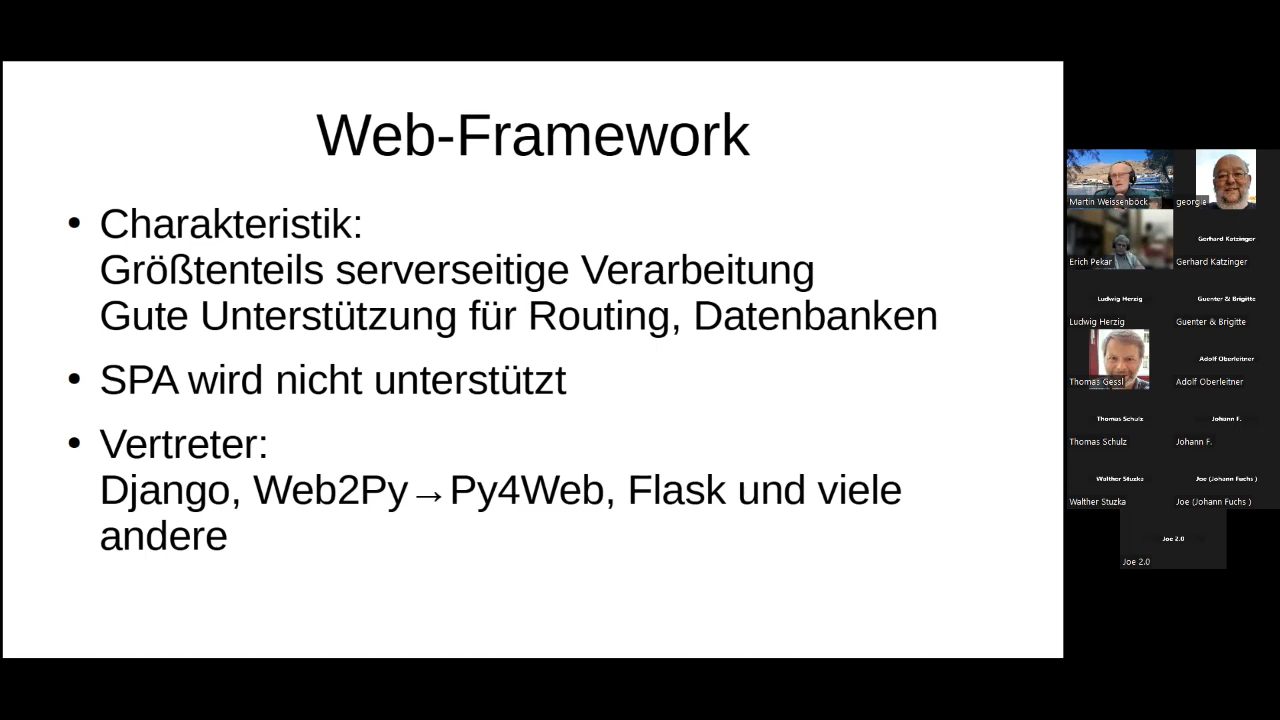 Web-Framework
• Charakteristik:
Größtenteils serverseitige Verarbeitung
Gute Unterstützung für Routing, Datenbanken
• SPA wird nicht unterstützt
• Vertreter:
Django, Web2Py→Py4Web, Flask und viele
andere
Martin Weissenböck
georgie
Erich Pekar
Gerhard Katzinger
Gerhard Katzinger
Ludwig Herzig
Ludwig Herzig
Guenter & Brigitte
Guenter & Brigitte
Thomas Gessl
Adolf Oberleitner
Adolf Oberleitner
Thomas Schulz
Thomas Schulz
Johann F.
Johann F.
Walther Stuzka
Walther Stuzka
Joe (Johann Fuchs )
Joe (Johann Fuchs )
Joe 2.0
Joe 2.0